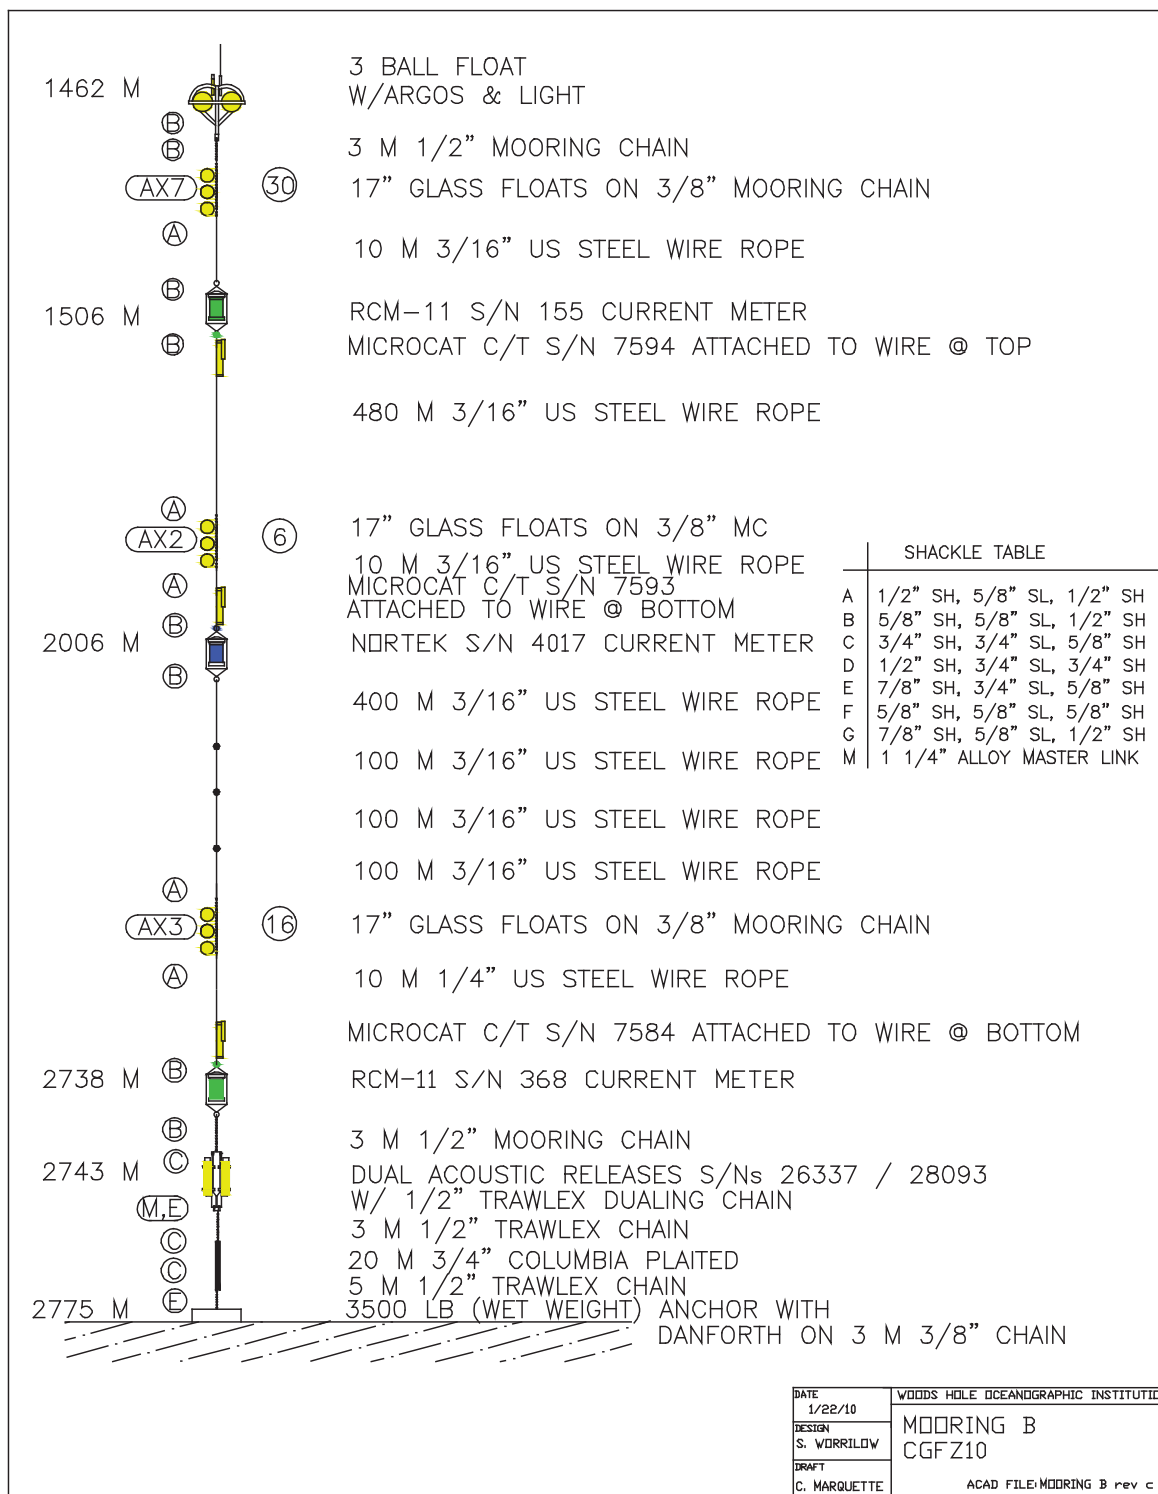 3 BALL FLOAT
1462 M W/ARGOS & LIGHT
B
B 3 M 1/2" MOORING CHAIN
AX7 30 17" GLASS FLOATS ON 3/8" MOORING CHAIN
A 10 M 3/16" US STEEL WIRE ROPE
B
1506 M RCM-11 S/N 155 CURRENT METER
B MICROCAT C/T S/N 7594 ATTACHED TO WIRE @ TOP
480 M 3/16" US STEEL WIRE ROPE
A
AX2 6 17" GLASS FLOATS ON 3/8" MC
10 M 3/16" US STEEL WIRE ROPE
A MICROCAT C/T S/N 7593
ATTACHED TO WIRE @ BOTTOM
B
2006 M NORTEK S/N 4017 CURRENT METER
B
400 M 3/16" US STEEL WIRE ROPE
100 M 3/16" US STEEL WIRE ROPE
100 M 3/16" US STEEL WIRE ROPE
100 M 3/16" US STEEL WIRE ROPE
A
AX3 16 17" GLASS FLOATS ON 3/8" MOORING CHAIN
A 10 M 1/4" US STEEL WIRE ROPE
MICROCAT C/T S/N 7584 ATTACHED TO WIRE @ BOTTOM
2738 M B RCM-11 S/N 368 CURRENT METER
B 3 M 1/2" MOORING CHAIN
2743 M C DUAL ACOUSTIC RELEASES S/Ns 26337 / 28093
W/ 1/2" TRAWLEX DUALING CHAIN
M,E
3 M 1/2" TRAWLEX CHAIN
C
20 M 3/4" COLUMBIA PLAITED
C
5 M 1/2" TRAWLEX CHAIN
2775 M E 3500 LB (WET WEIGHT) ANCHOR WITH
DANFORTH ON 3 M 3/8" CHAIN
SHACKLE TABLE
A 1/2" SH, 5/8" SL, 1/2" SH
B 5/8" SH, 5/8" SL, 1/2" SH
C 3/4" SH, 3/4" SL, 5/8" SH
D 1/2" SH, 3/4" SL, 3/4" SH
E 7/8" SH, 3/4" SL, 5/8" SH
F 5/8" SH, 5/8" SL, 5/8" SH
G 7/8" SH, 5/8" SL, 1/2" SH
M 1 1/4" ALLOY MASTER LINK
DATE
1/22/10
DESIGN
S. WORRILOW
DRAFT
C. MARQUETTE
WOODS HOLE OCEANOGRAPHIC INSTITUTIO
MOORING B
CGFZ10
ACAD FILE:MOORING B rev c